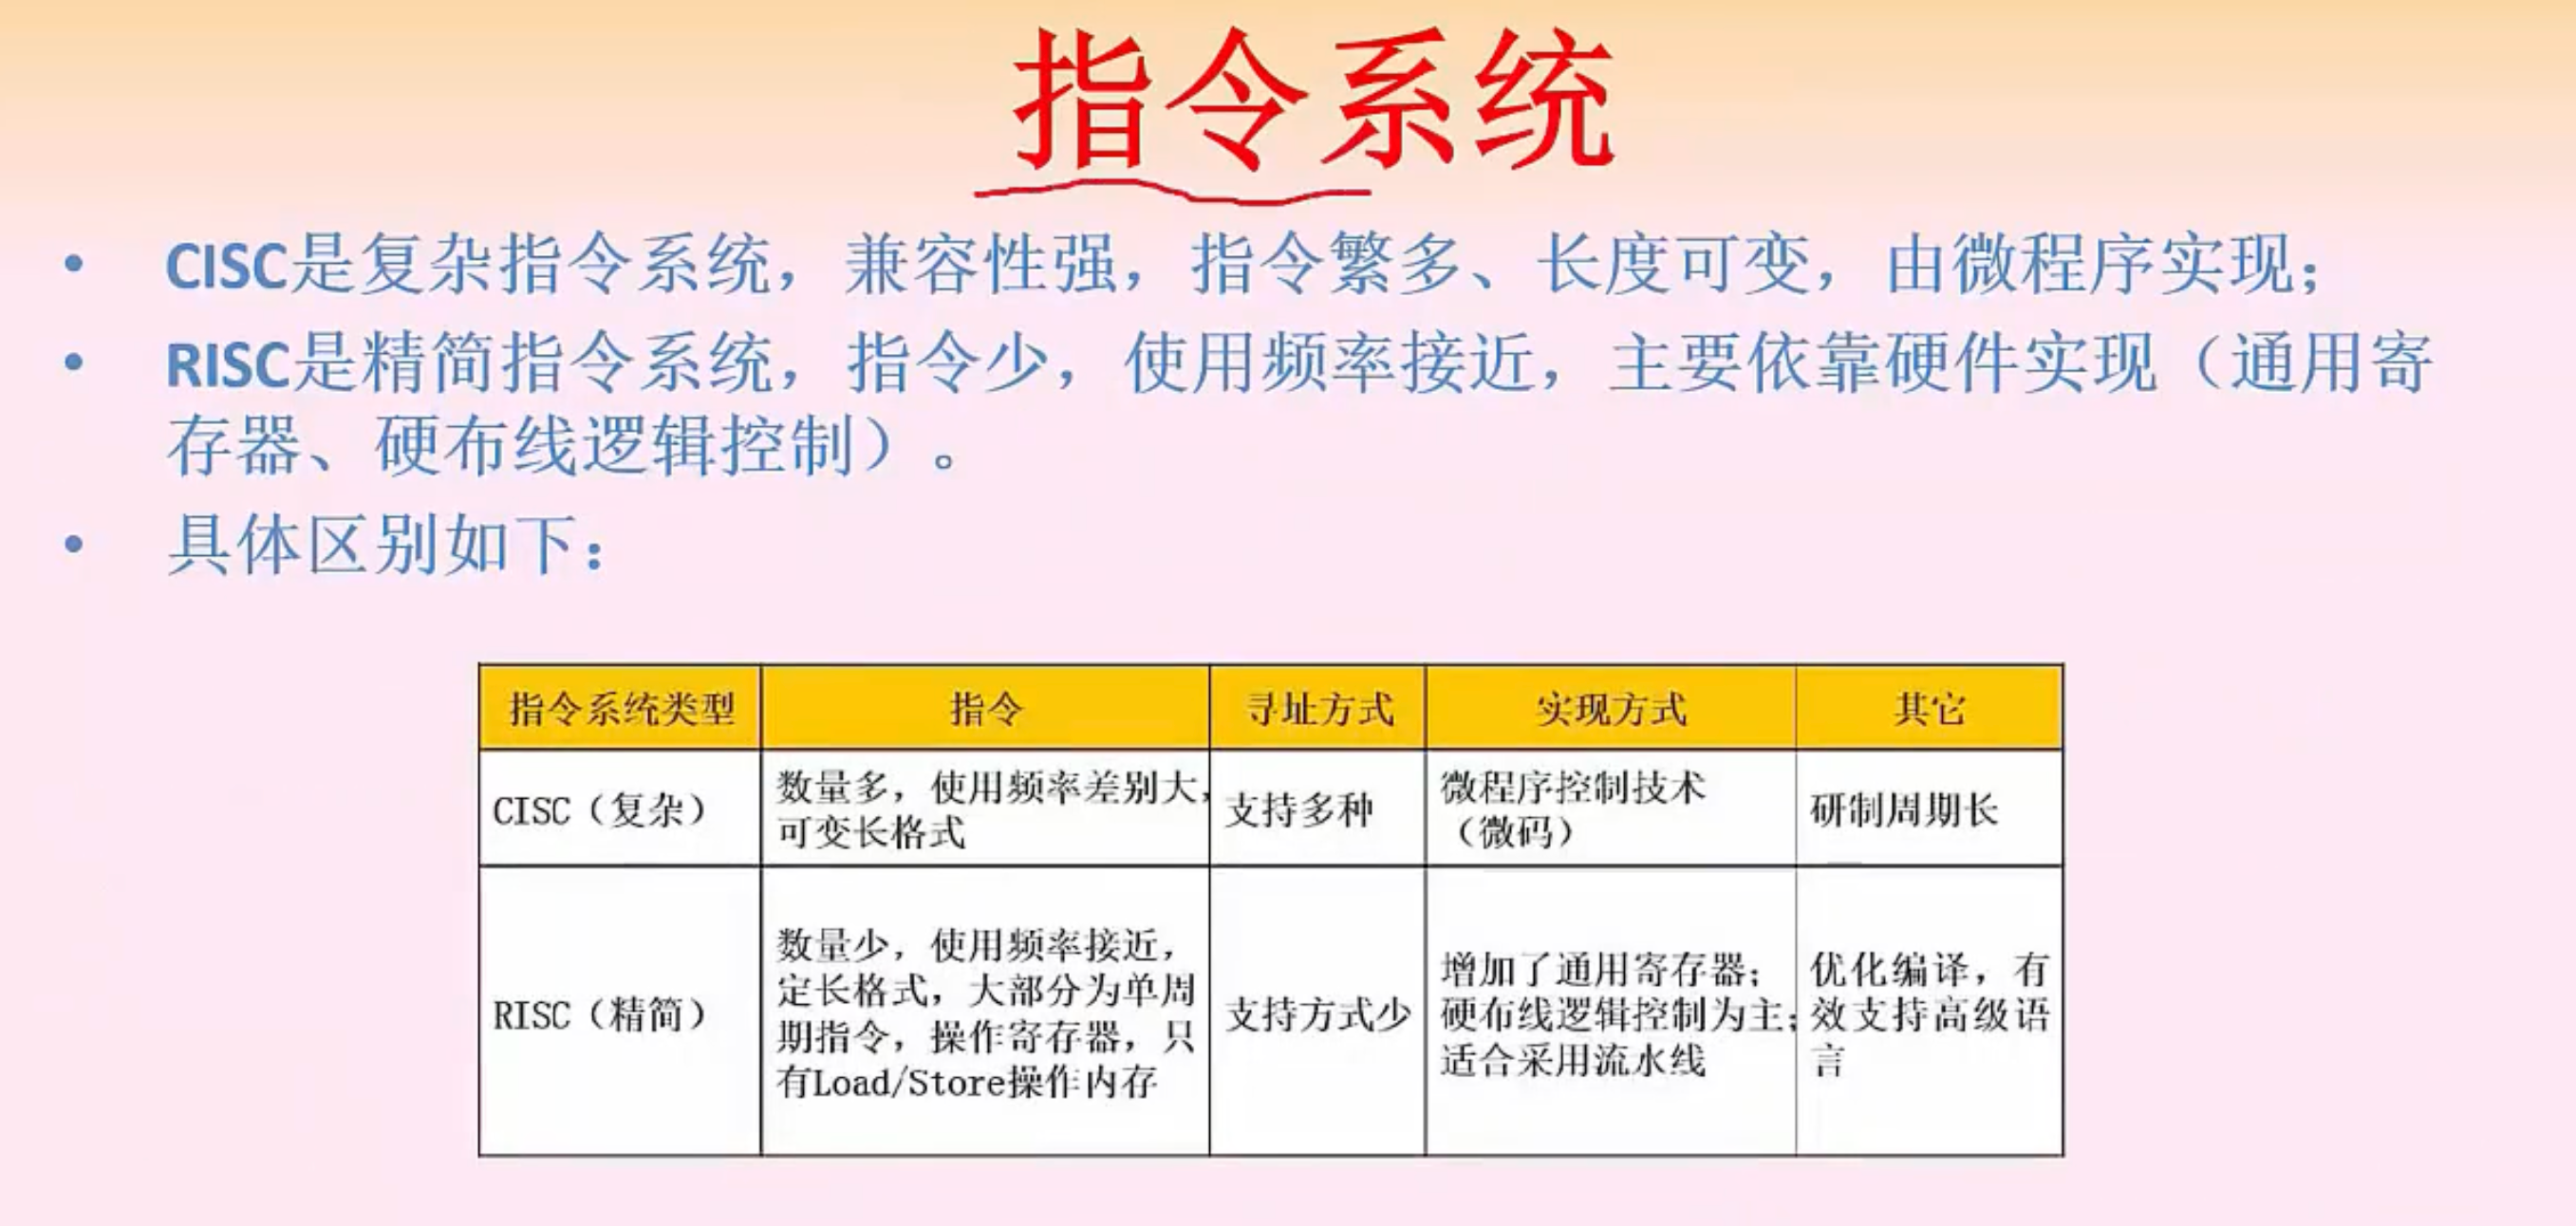 指令系统
• CISC是复杂指令系统，兼容性强，指令繁多、长度可变，由微程序实现；
• RISC是精简指令系统，指令少，使用频率接近，主要依靠硬件实现（通用寄
存器、硬布线逻辑控制）。
• 具体区别如下：
指令系统类型 指令 寻址方式 实现方式 其它
CISC（复杂） 数量多，使用频率差别大，
可变长格式 支持多种 微程序控制技术
（微码） 研制周期长
RISC（精简） 数量少，使用频率接近，
定长格式，大部分为单周
期指令，操作寄存器，只
有Load/Store操作内存 支持方式少 增加了通用寄存器；
硬布线逻辑控制为主；
适合采用流水线 优化编译，有
效支持高级语
言